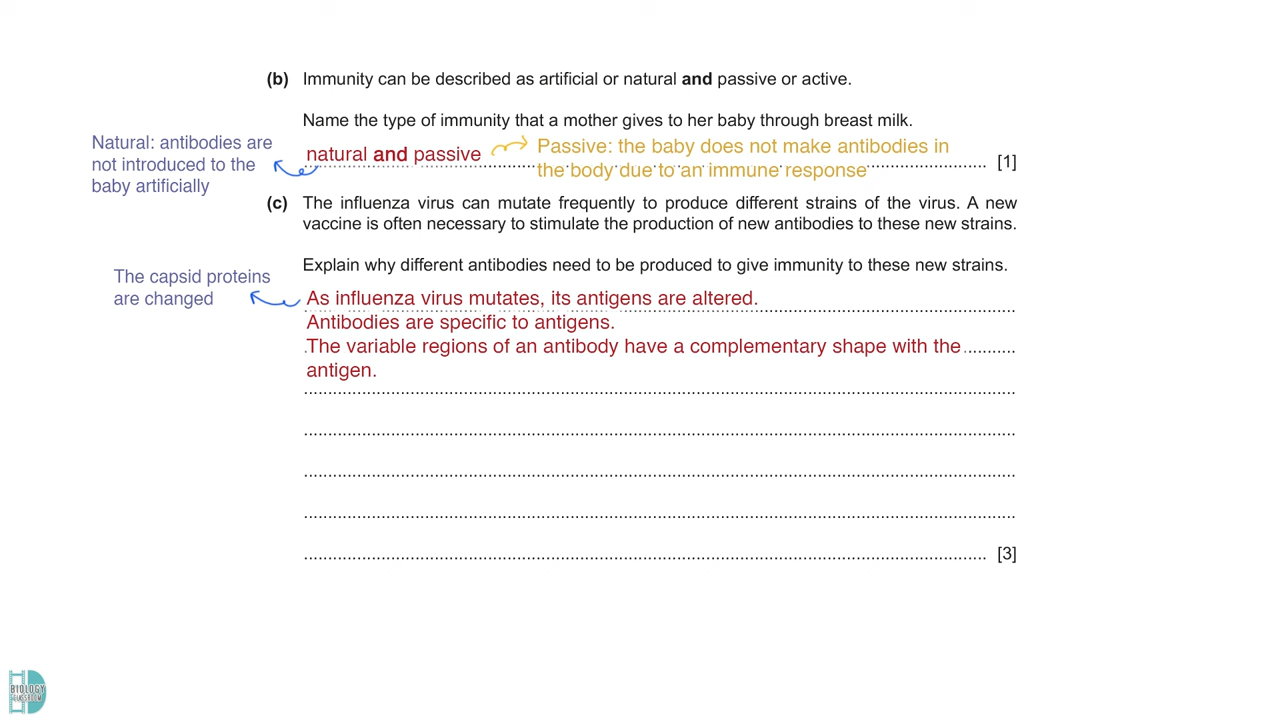 (b) Immunity can be described as artificial or natural and passive or active.
Name the type of immunity that a mother gives to her baby through breast milk.
Natural: antibodies are
not introduced to the
baby artificially
natural and passive
Passive: the baby does not make antibodies in
the body due to an immune response
[1]
(c) The influenza virus can mutate frequently to produce different strains of the virus. A new
vaccine is often necessary to stimulate the production of new antibodies to these new strains.
Explain why different antibodies need to be produced to give immunity to these new strains.
The capsid proteins
are changed
As influenza virus mutates, its antigens are altered.
Antibodies are specific to antigens.
The variable regions of an antibody have a complementary shape with the
antigen.
[3]
BIOLOGY
CLASSROOM